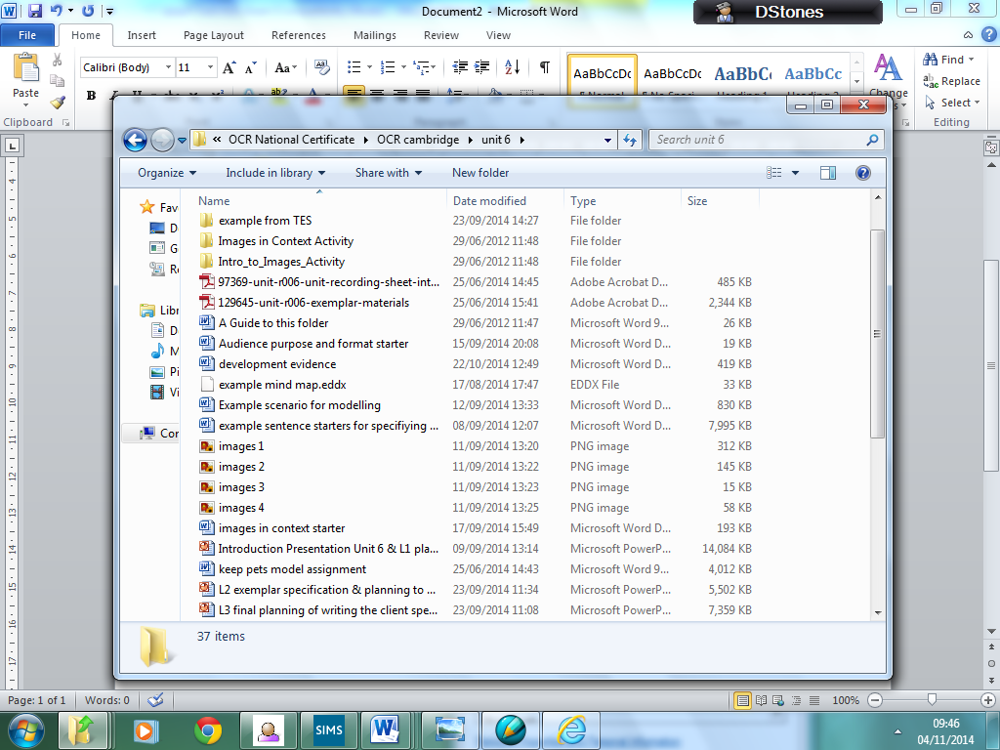 Document2 - Microsoft Word
DStones
File Home Insert Page Layout References Mailings Review View
Calibri (Body) 11 Aa AaBbCcDc AaBbCcDc AaBbC AaBbCc
Paste Change Find
Replace
Select
Clipboard Editing
« OCR National Certificate OCR cambridge unit 6 Search unit 6
Organize Include in library Share with New folder
Name Date modified Type Size
example from TES 23/09/2014 14:27 File folder
Images in Context Activity 29/06/2012 11:48 File folder
Intro_to_Images_Activity 29/06/2012 11:48 File folder
97369-unit-r006-unit-recording-sheet-int... 25/06/2014 14:45 Adobe Acrobat D... 485 KB
129645-unit-r006-exemplar-materials 25/06/2014 15:41 Adobe Acrobat D... 2,344 KB
A Guide to this folder 29/06/2012 11:47 Microsoft Word 9... 26 KB
Audience purpose and format starter 15/09/2014 20:08 Microsoft Word D... 19 KB
development evidence 22/10/2014 12:49 Microsoft Word D... 419 KB
example mind map.eddx 17/08/2014 17:47 EDDX File 33 KB
Example scenario for modelling 12/09/2014 13:33 Microsoft Word D... 830 KB
example sentence starters for specifiying ... 08/09/2014 12:07 Microsoft Word D... 7,995 KB
images 1 11/09/2014 13:20 PNG image 312 KB
images 2 11/09/2014 13:22 PNG image 145 KB
images 3 11/09/2014 13:23 PNG image 15 KB
images 4 11/09/2014 13:25 PNG image 58 KB
images in context starter 17/09/2014 15:49 Microsoft Word D... 193 KB
Introduction Presentation Unit 6 & L1 pla... 09/09/2014 13:14 Microsoft PowerP... 14,084 KB
keep pets model assignment 25/06/2014 14:43 Microsoft Word 9... 4,012 KB
L2 exemplar specification & planning to ... 23/09/2014 11:34 Microsoft PowerP... 5,502 KB
L3 final planning of writing the client spe... 23/09/2014 11:08 Microsoft PowerP... 7,359 KB
37 items
Page: 1 of 1 Words: 0 100%
SIMS 09:46
04/11/2014